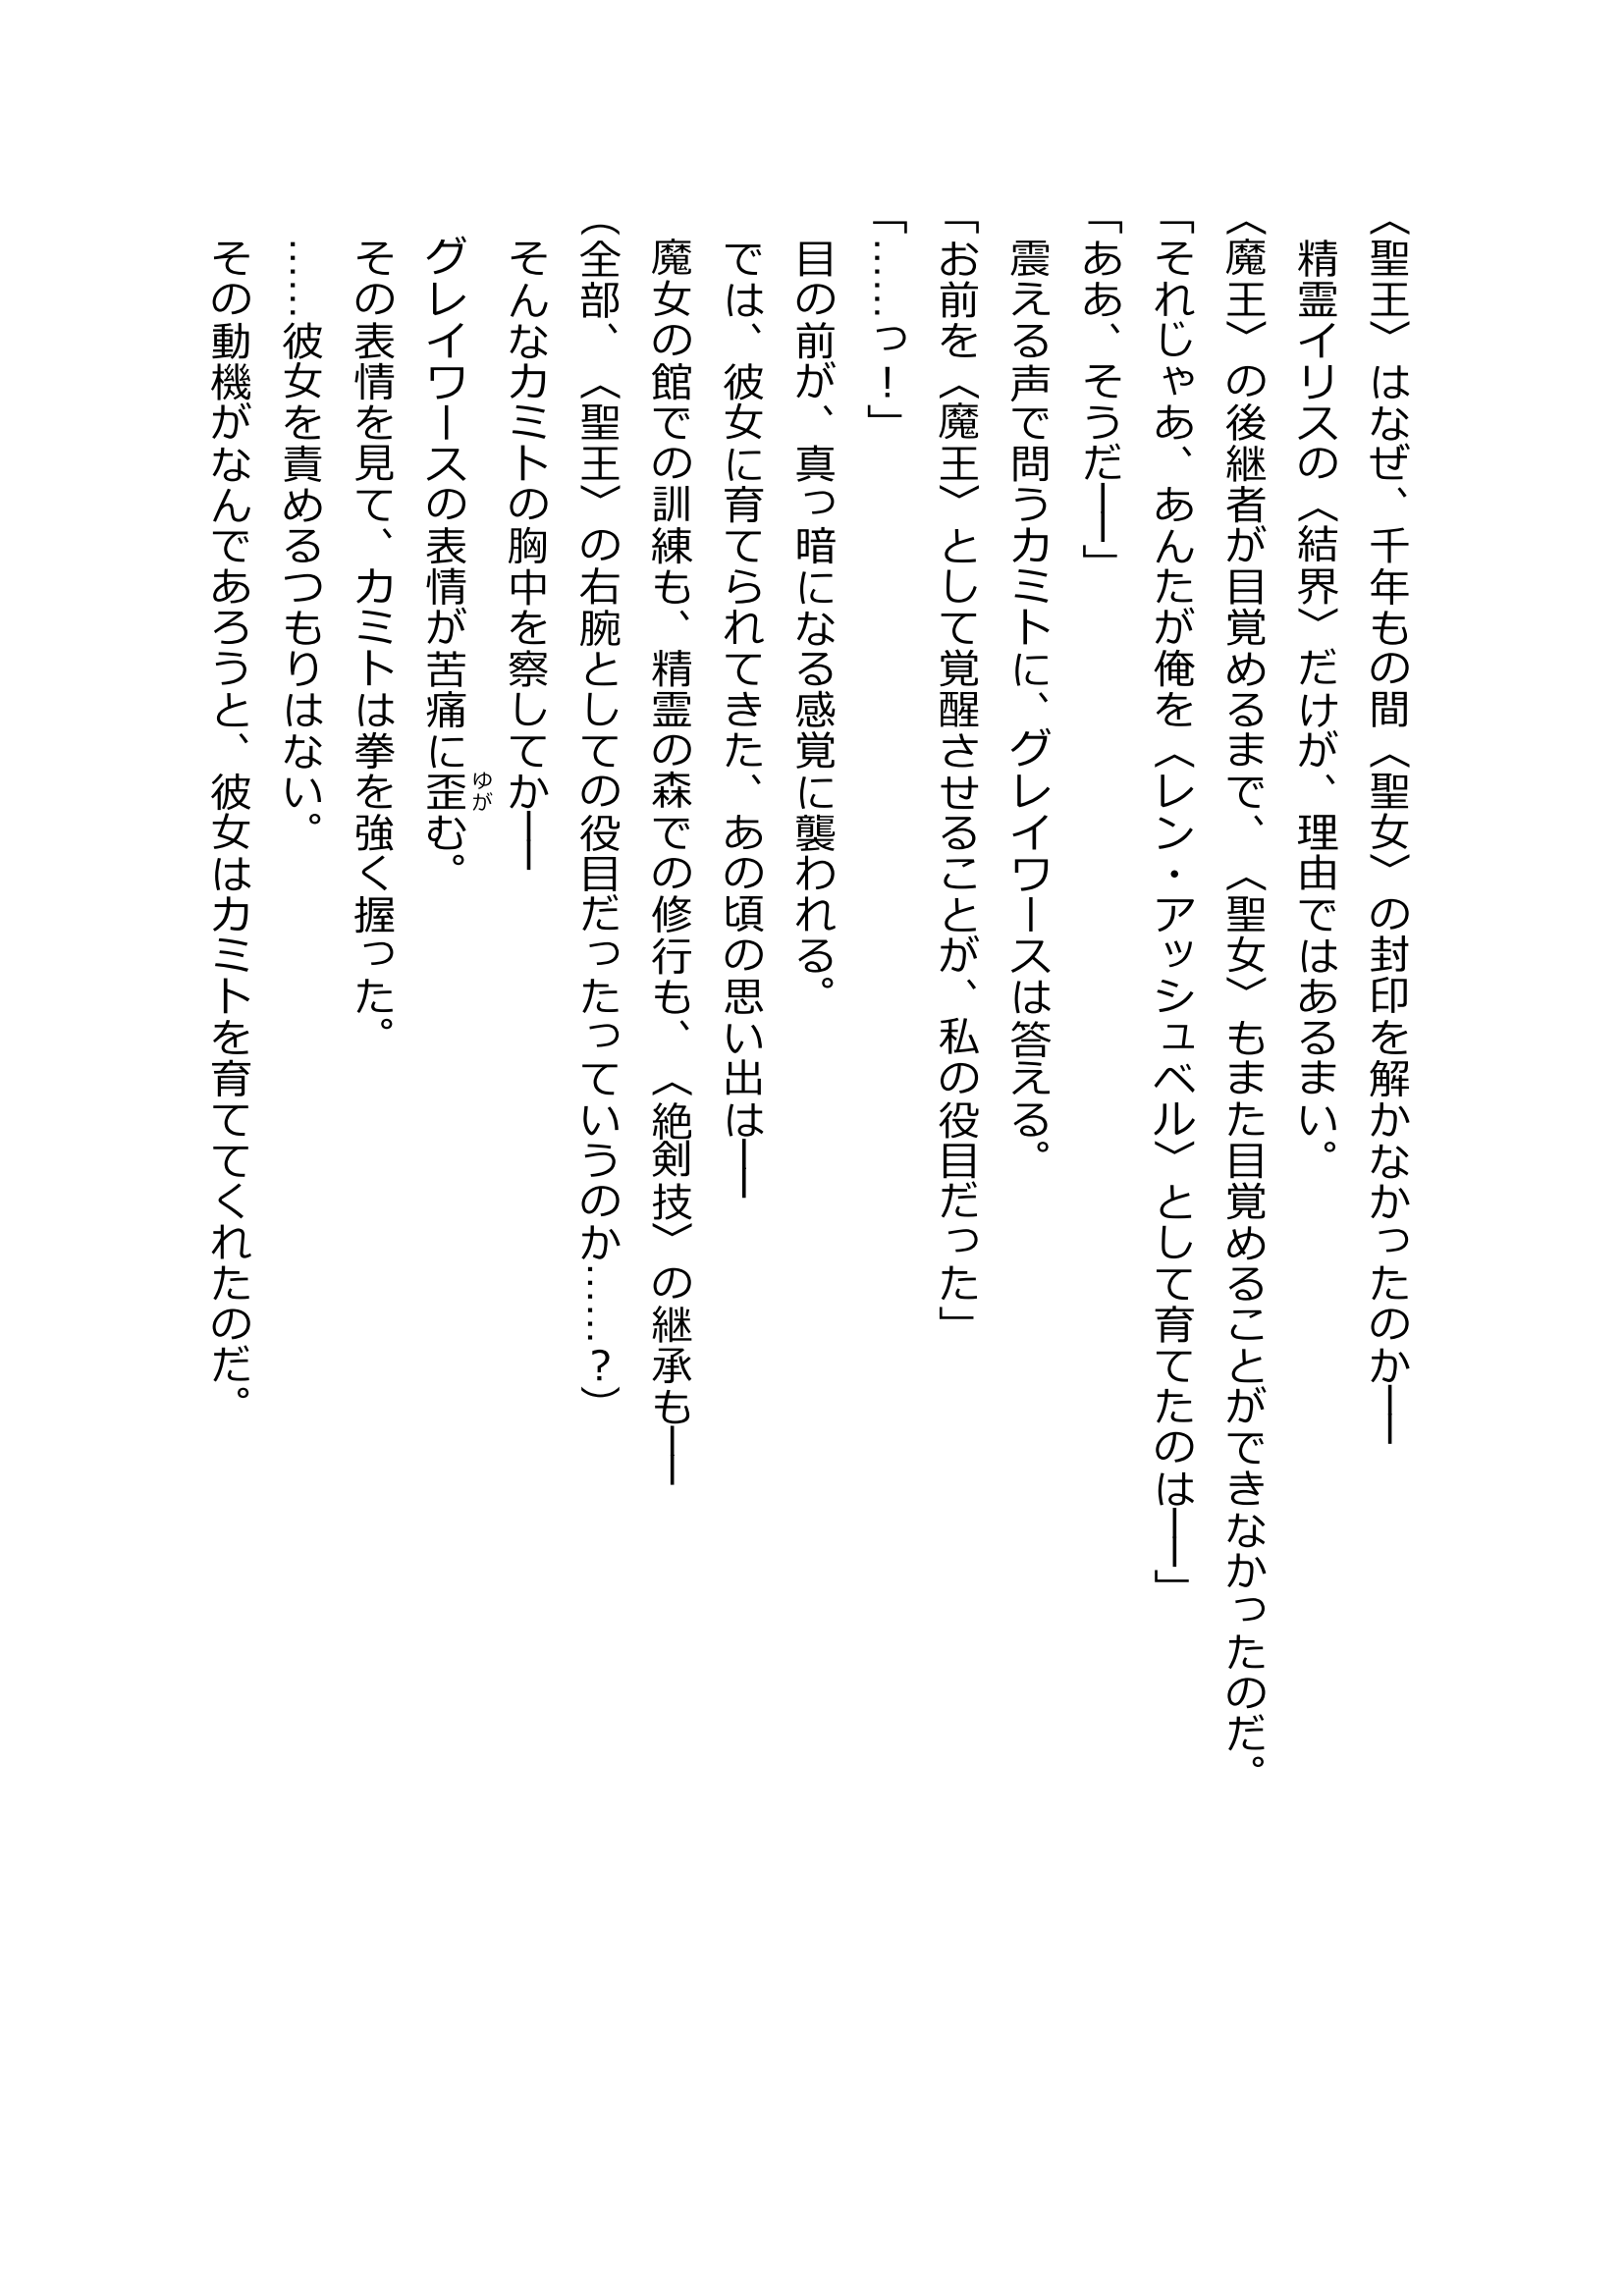 〈聖王〉はなぜ、千年もの間〈聖女〉の封印を解かなかったのか――
精霊イリスの〈結界〉だけが、理由ではあるまい。
〈魔王〉の後継者が目覚めるまで、〈聖女〉もまた目覚めることができなかったのだ。
「それじゃあ、あんたが俺を〈レン・アッシュベル〉として育てたのは――」
「ああ、そうだ――」
震える声で問うカミトに、グレイワースは答える。
「お前を〈魔王〉として覚醒させることが、私の役目だった」
「……っ！」
目の前が、真っ暗になる感覚に襲われる。
では、彼女に育てられてきた、あの頃の思い出は――
魔女の館での訓練も、精霊の森での修行も、〈絶剣技〉の継承も――
（全部、〈聖王〉の右腕としての役目だったっていうのか……？）
そんなカミトの胸中を察してか――
グレイワースの表情が苦痛に歪む。
ゆが
その表情を見て、カミトは拳を強く握った。
……彼女を責めるつもりはない。
その動機がなんであろうと、彼女はカミトを育ててくれたのだ。